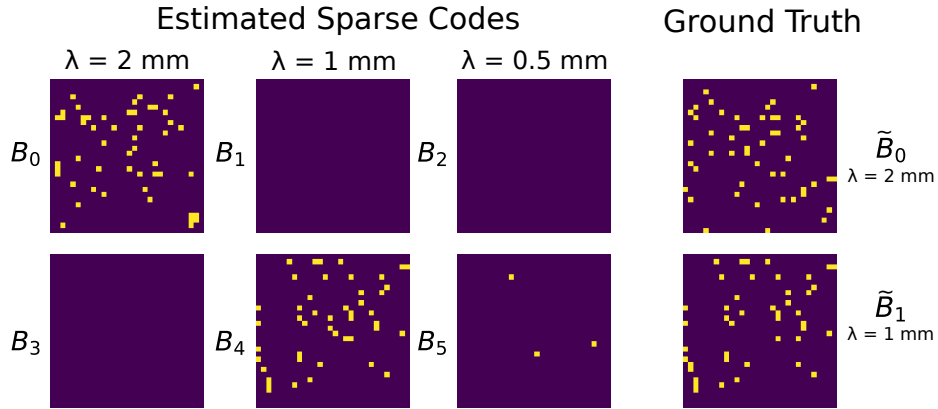 Estimated Sparse Codes
Ground Truth
λ = 2 mm
λ = 1 mm
λ = 0.5 mm
B₀
B₁
B₂
B̃₀
λ = 2 mm
B₃
B₄
B₅
B̃₁
λ = 1 mm